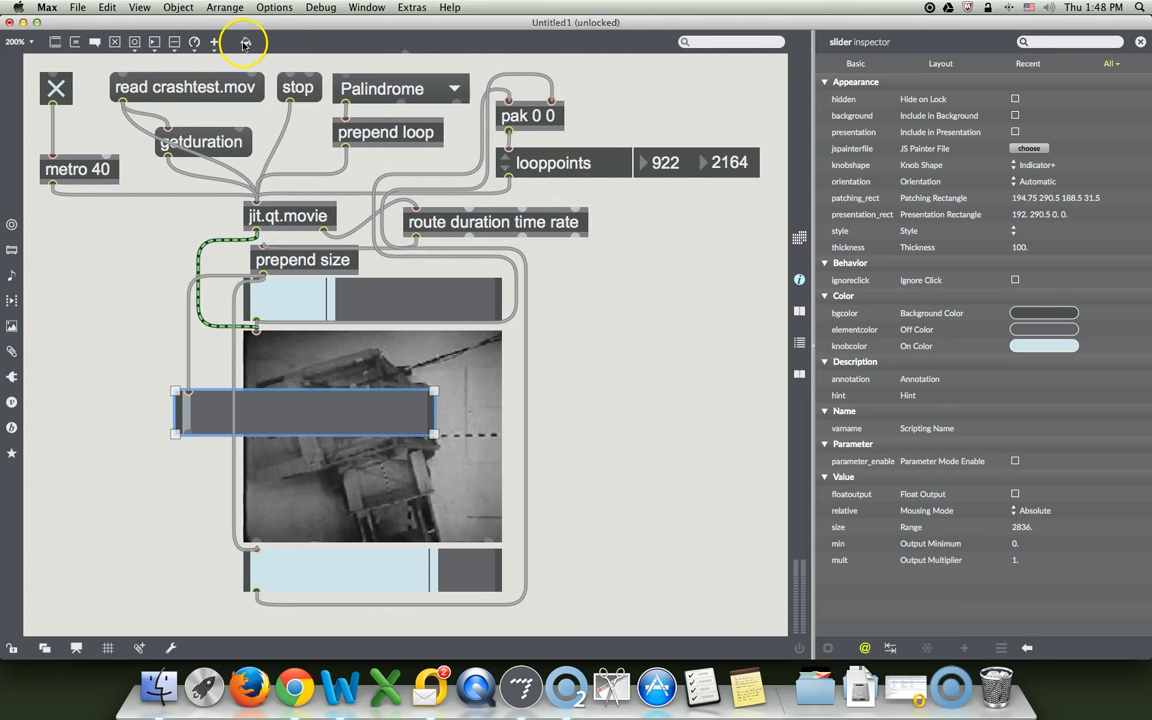 Max File Edit View Object Arrange Options Debug Window Extras Help Thu 1:48 PM
Untitled1 (unlocked)
200%
slider inspector
Basic Layout Recent All
read crashtest.mov stop Palindrome
pak 0 0
getduration prepend loop
metro 40 looppoints 922 2164
jit.qt.movie route duration time rate
prepend size
Appearance
hidden Hide on Lock
background Include in Background
presentation Include in Presentation
jspainterfile JS Painter File choose
knobshape Knob Shape Indicator+
orientation Orientation Automatic
patching_rect Patching Rectangle 194.75 290.5 188.5 31.5
presentation_rect Presentation Rectangle 192. 290.5 0. 0.
style Style
thickness Thickness 100.
Behavior
ignoreclick Ignore Click
Color
bgcolor Background Color
elementcolor Off Color
knobcolor On Color
Description
annotation Annotation
hint Hint
Name
varname Scripting Name
Parameter
parameter_enable Parameter Mode Enable
Value
floatoutput Float Output
relative Mousing Mode Absolute
size Range 2836.
min Output Minimum 0.
mult Output Multiplier 1.
2
2